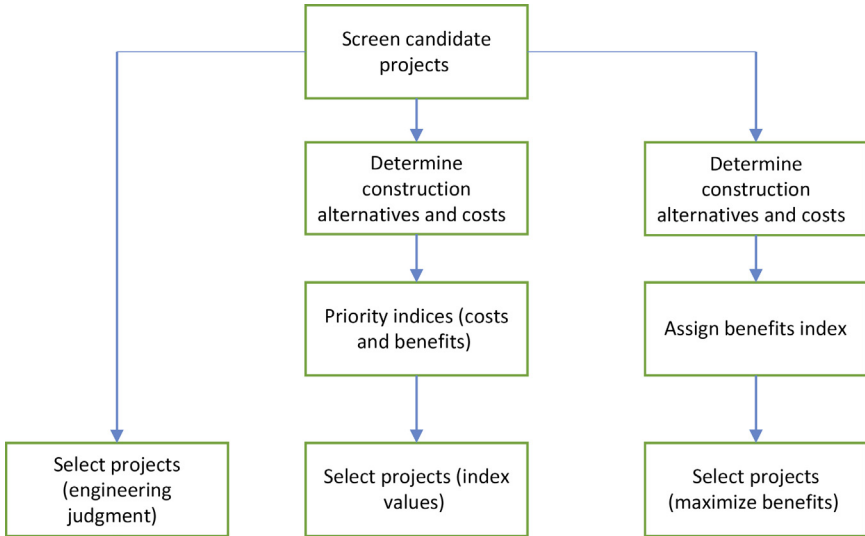 Screen candidate
projects
Determine
construction
alternatives and costs
Determine
construction
alternatives and costs
Priority indices (costs
and benefits)
Assign benefits index
Select projects
(engineering
judgment)
Select projects (index
values)
Select projects
(maximize benefits)